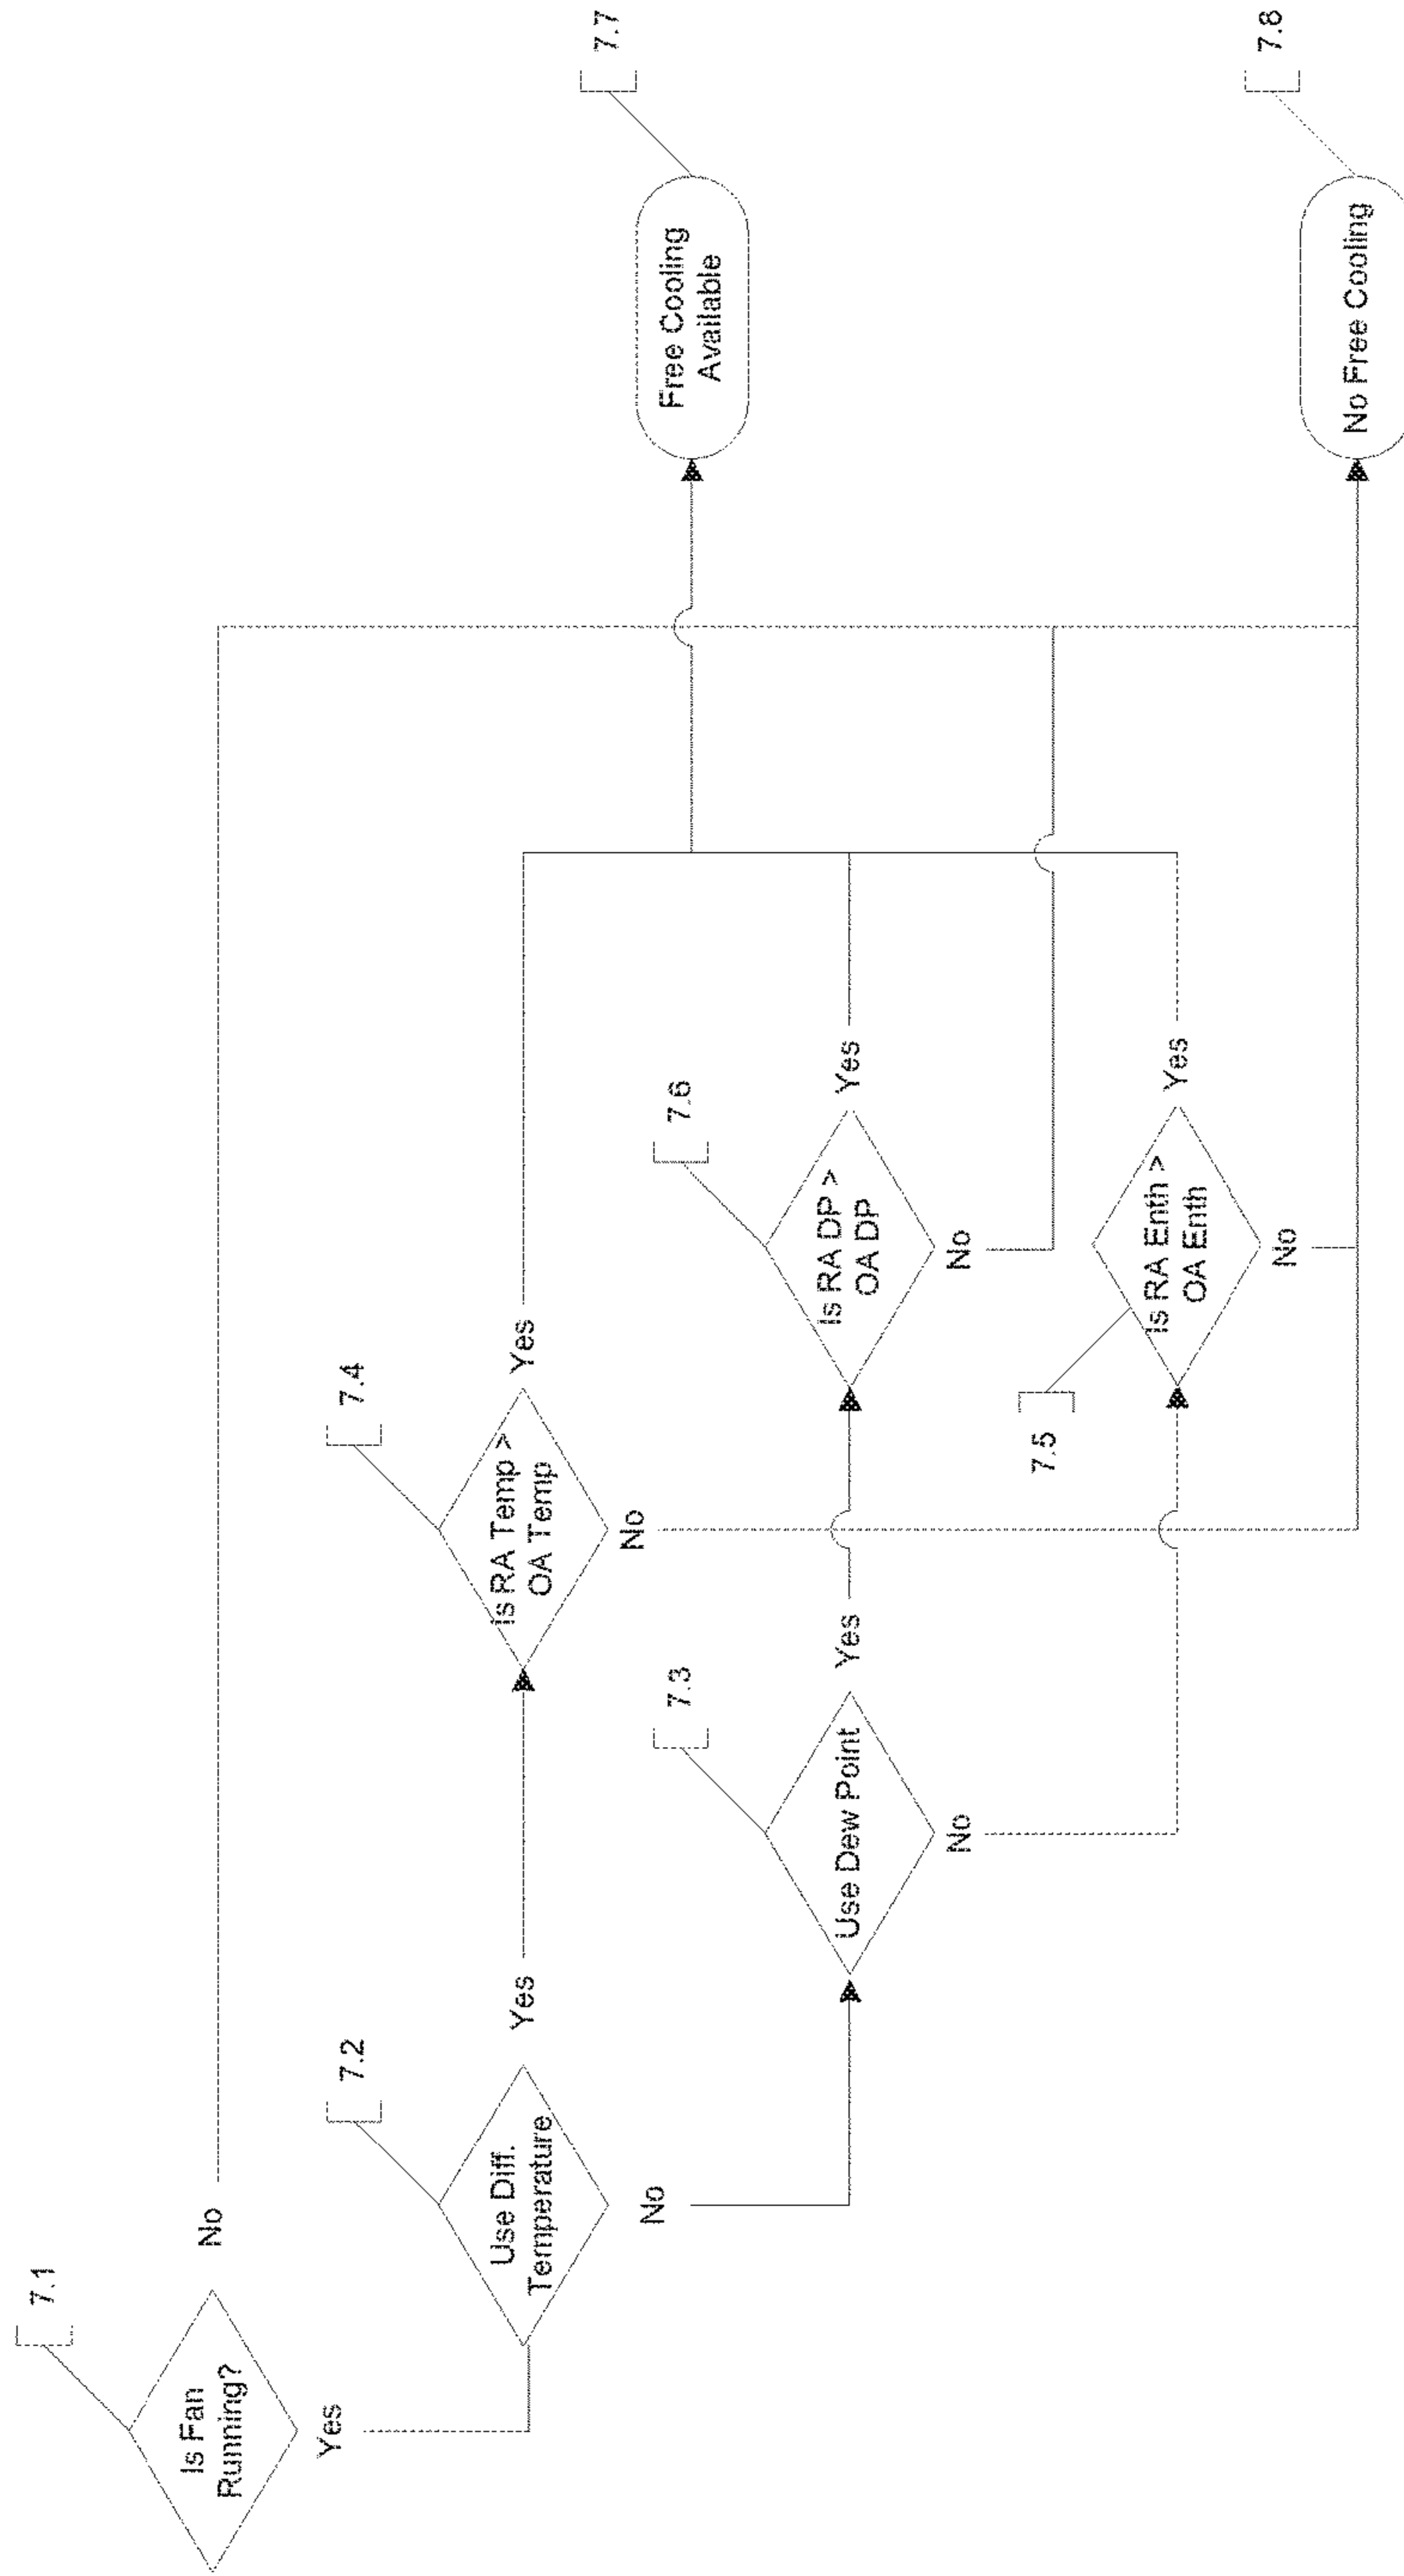 7.1
Is Fan
Running?
No
Yes
7.2
Use Diff.
Temperature
Yes
No
7.4
Is RA Temp >
OA Temp
Yes
No
7.3
Use Dew Point
Yes
No
7.6
Is RA DP >
OA DP
Yes
No
7.5
Is RA Enth >
OA Enth
Yes
No
7.7
Free Cooling
Available
7.8
No Free Cooling